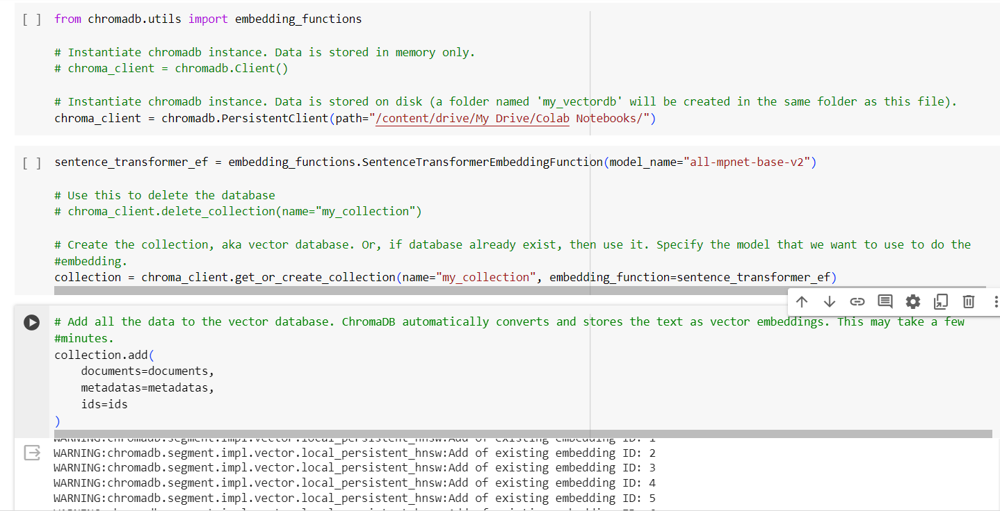 [ ] from chromadb.utils import embedding_functions
# Instantiate chromadb instance. Data is stored in memory only.
# chroma_client = chromadb.Client()
# Instantiate chromadb instance. Data is stored on disk (a folder named 'my_vectordb' will be created in the same folder as this file).
chroma_client = chromadb.PersistentClient(path="/content/drive/My Drive/Colab Notebooks/")
[ ] sentence_transformer_ef = embedding_functions.SentenceTransformerEmbeddingFunction(model_name="all-mpnet-base-v2")
# Use this to delete the database
# chroma_client.delete_collection(name="my_collection")
# Create the collection, aka vector database. Or, if database already exist, then use it. Specify the model that we want to use to do the
#embedding.
collection = chroma_client.get_or_create_collection(name="my_collection", embedding_function=sentence_transformer_ef)
# Add all the data to the vector database. ChromaDB automatically converts and stores the text as vector embeddings. This may take a few
#minutes.
collection.add(
    documents=documents,
    metadatas=metadatas,
    ids=ids
)
WARNING:chromadb.segment.impl.vector.local_persistent_hnsw:Add of existing embedding ID: 1
WARNING:chromadb.segment.impl.vector.local_persistent_hnsw:Add of existing embedding ID: 2
WARNING:chromadb.segment.impl.vector.local_persistent_hnsw:Add of existing embedding ID: 3
WARNING:chromadb.segment.impl.vector.local_persistent_hnsw:Add of existing embedding ID: 4
WARNING:chromadb.segment.impl.vector.local_persistent_hnsw:Add of existing embedding ID: 5